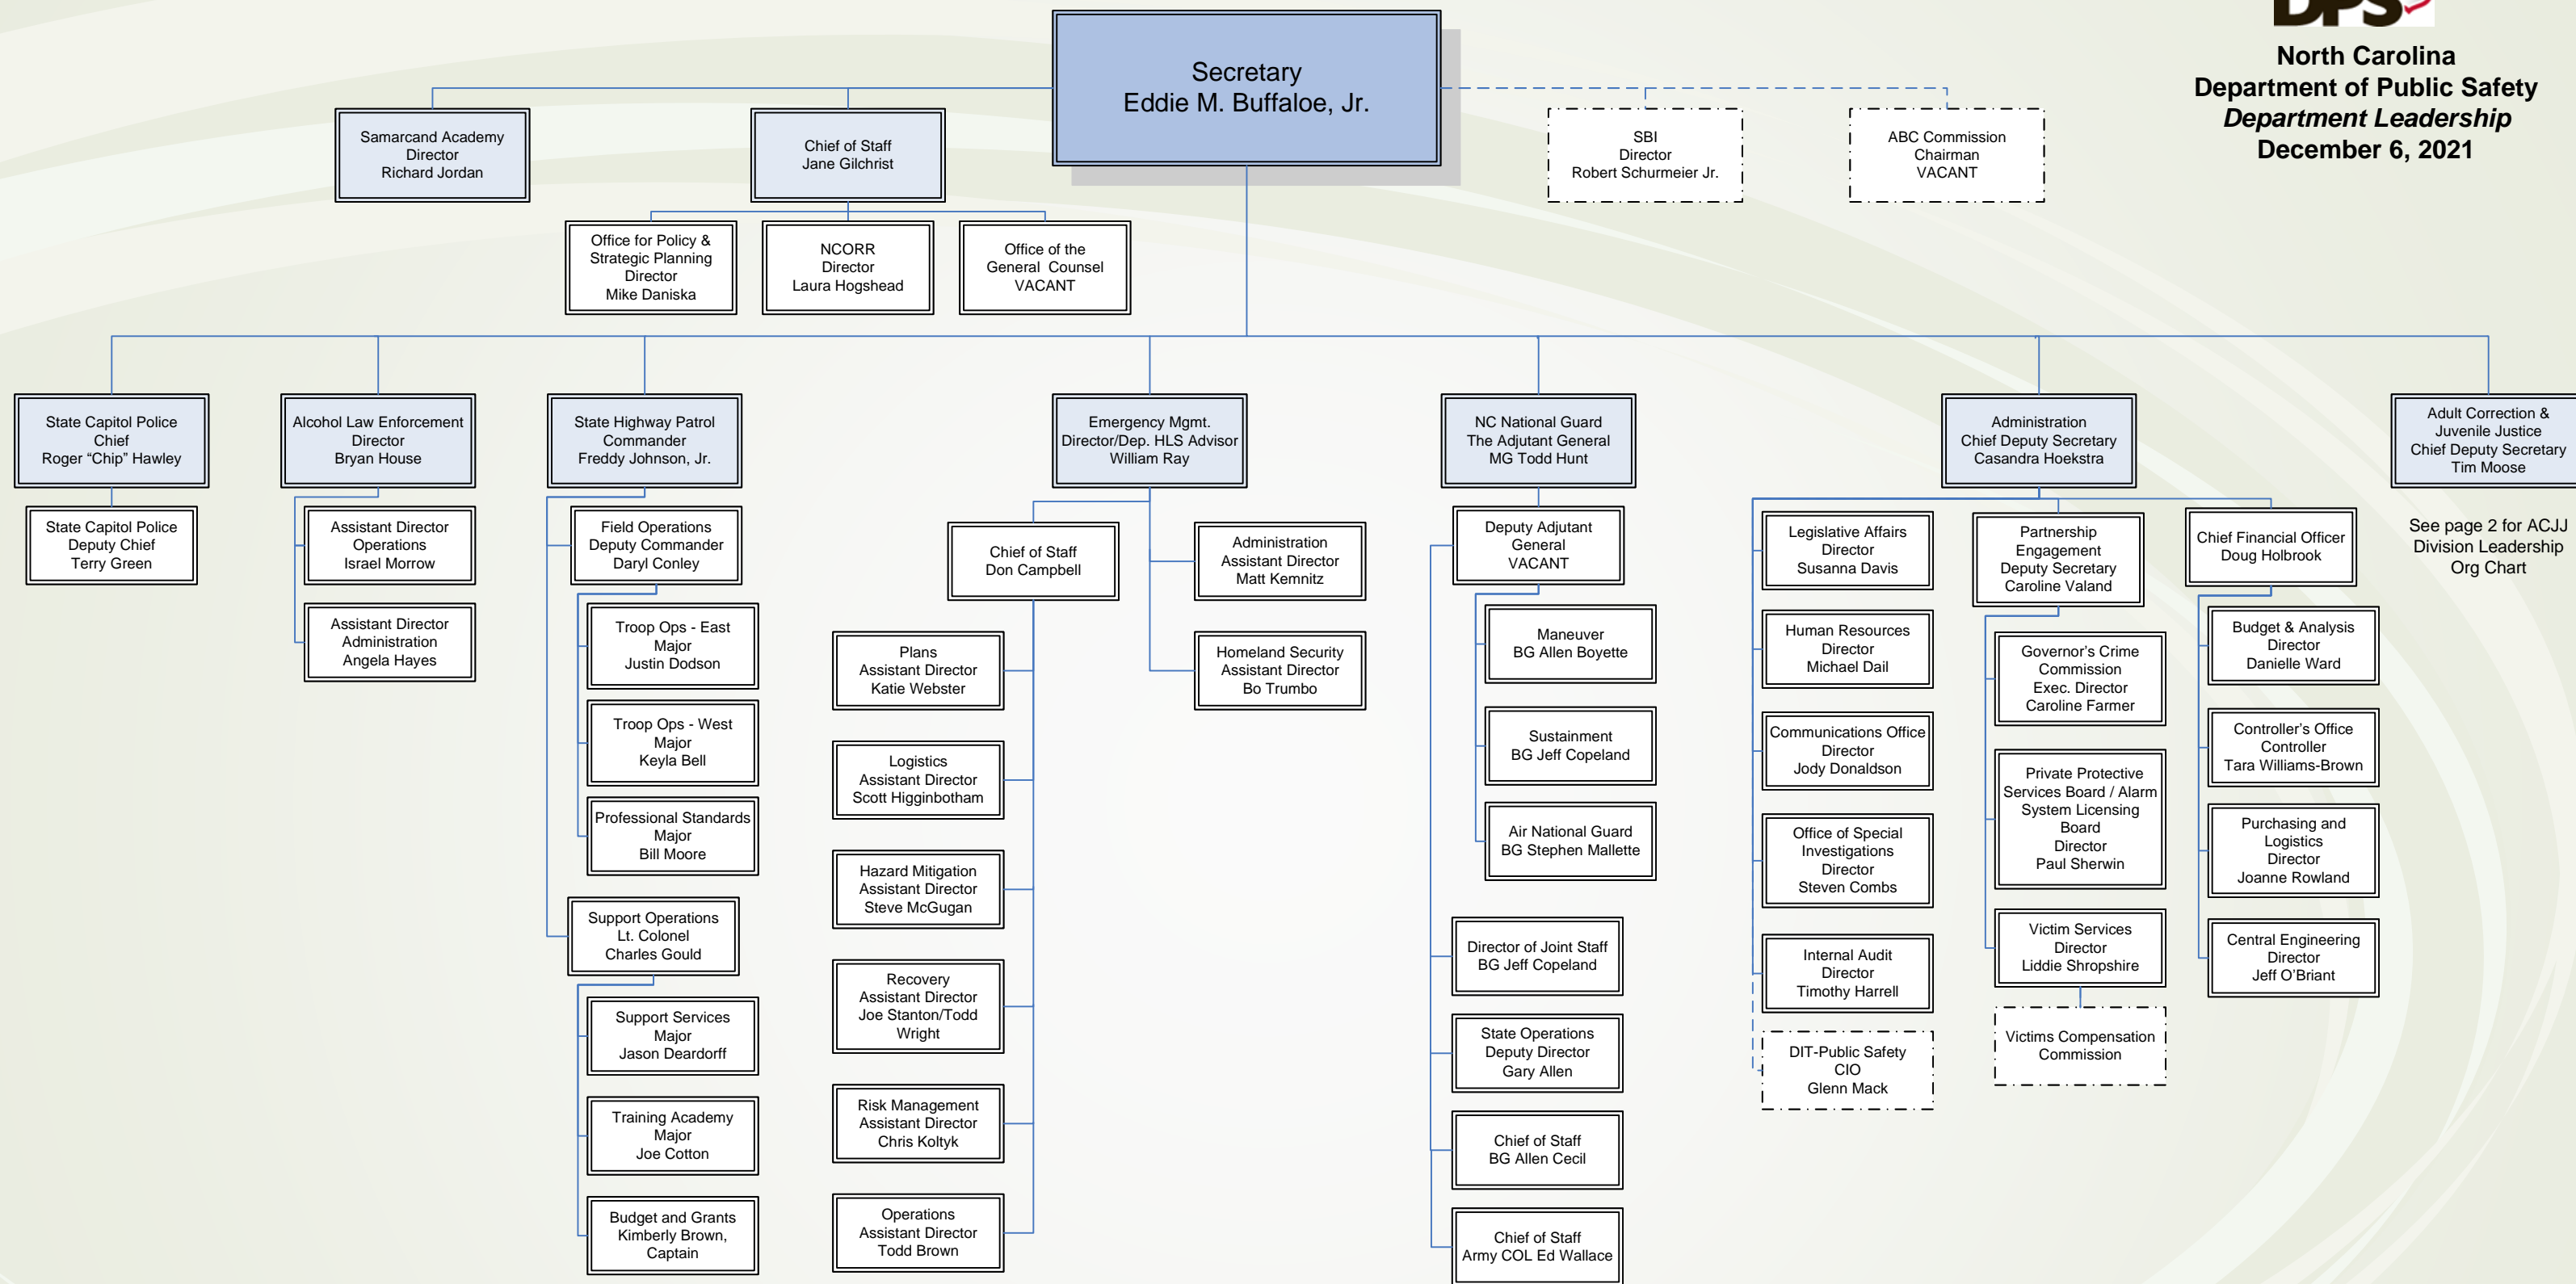 DPS
North Carolina
Department of Public Safety
Department Leadership
December 6, 2021
Secretary
Eddie M. Buffaloe, Jr.
Samarcand Academy
Director
Richard Jordan
Chief of Staff
Jane Gilchrist
SBI
Director
Robert Schurmeier Jr.
ABC Commission
Chairman
VACANT
Office for Policy &
Strategic Planning
Director
Mike Daniska
NCORR
Director
Laura Hogshead
Office of the
General Counsel
VACANT
State Capitol Police
Chief
Roger “Chip” Hawley
State Capitol Police
Deputy Chief
Terry Green
Alcohol Law Enforcement
Director
Bryan House
Assistant Director
Operations
Israel Morrow
Assistant Director
Administration
Angela Hayes
State Highway Patrol
Commander
Freddy Johnson, Jr.
Field Operations
Deputy Commander
Daryl Conley
Troop Ops - East
Major
Justin Dodson
Troop Ops - West
Major
Keyla Bell
Professional Standards
Major
Bill Moore
Support Operations
Lt. Colonel
Charles Gould
Support Services
Major
Jason Deardorff
Training Academy
Major
Joe Cotton
Budget and Grants
Kimberly Brown,
Captain
Emergency Mgmt.
Director/Dep. HLS Advisor
William Ray
Chief of Staff
Don Campbell
Plans
Assistant Director
Katie Webster
Logistics
Assistant Director
Scott Higginbotham
Hazard Mitigation
Assistant Director
Steve McGugan
Recovery
Assistant Director
Joe Stanton/Todd
Wright
Risk Management
Assistant Director
Chris Koltyk
Operations
Assistant Director
Todd Brown
Administration
Assistant Director
Matt Kemnitz
Homeland Security
Assistant Director
Bo Trumbo
NC National Guard
The Adjutant General
MG Todd Hunt
Deputy Adjutant
General
VACANT
Maneuver
BG Allen Boyette
Sustainment
BG Jeff Copeland
Air National Guard
BG Stephen Mallette
Director of Joint Staff
BG Jeff Copeland
State Operations
Deputy Director
Gary Allen
Chief of Staff
BG Allen Cecil
Chief of Staff
Army COL Ed Wallace
Administration
Chief Deputy Secretary
Casandra Hoekstra
Legislative Affairs
Director
Susanna Davis
Human Resources
Director
Michael Dail
Communications Office
Director
Jody Donaldson
Office of Special
Investigations
Director
Steven Combs
Internal Audit
Director
Timothy Harrell
DIT-Public Safety
CIO
Glenn Mack
Partnership
Engagement
Deputy Secretary
Caroline Valand
Governor’s Crime
Commission
Exec. Director
Caroline Farmer
Private Protective
Services Board / Alarm
System Licensing
Board
Director
Paul Sherwin
Victim Services
Director
Liddie Shropshire
Victims Compensation
Commission
Chief Financial Officer
Doug Holbrook
Budget & Analysis
Director
Danielle Ward
Controller’s Office
Controller
Tara Williams-Brown
Purchasing and
Logistics
Director
Joanne Rowland
Central Engineering
Director
Jeff O’Briant
Adult Correction &
Juvenile Justice
Chief Deputy Secretary
Tim Moose
See page 2 for ACJJ
Division Leadership
Org Chart